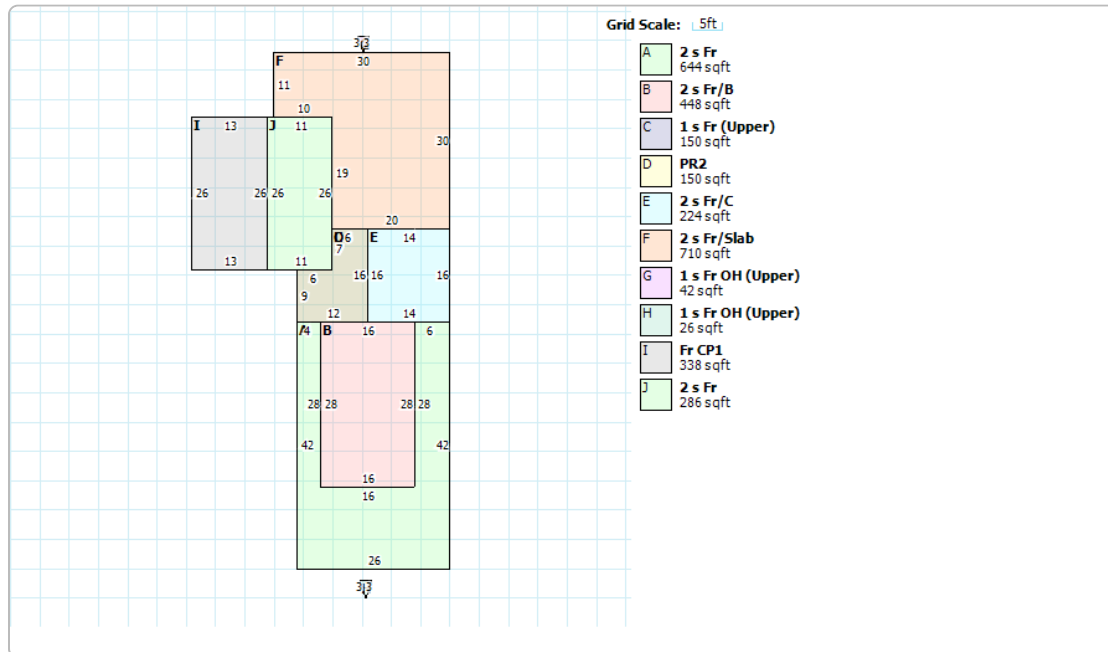 Grid Scale: 5ft
A 2 s Fr
644 sqft
B 2 s Fr/B
448 sqft
C 1 s Fr (Upper)
150 sqft
D PR2
150 sqft
E 2 s Fr/C
224 sqft
F 2 s Fr/Slab
710 sqft
G 1 s Fr OH (Upper)
42 sqft
H 1 s Fr OH (Upper)
26 sqft
I Fr CP1
338 sqft
J 2 s Fr
286 sqft
F 30
11
10
I 13 J 11
30
19
26 26 26 26
20
6 E 14
7
13 11
6 16 16 16
9
12 14
4 B 16 6
28 28 28 28
42 42
16
16
26